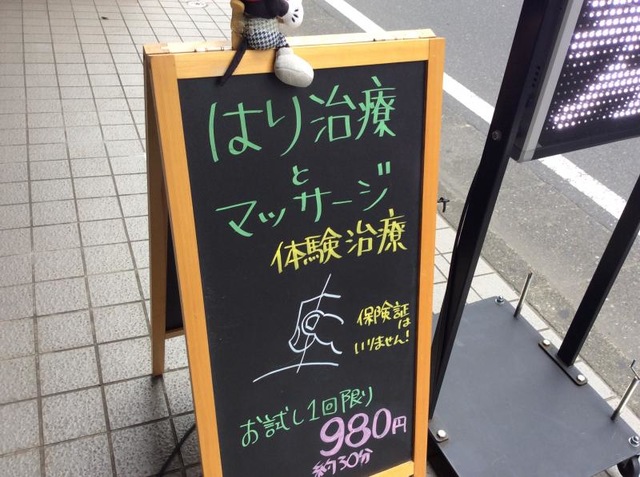 はり治療
と
マッサージ
体験治療
保険証
は
いりません!
お試し1回限り
980円
約30分